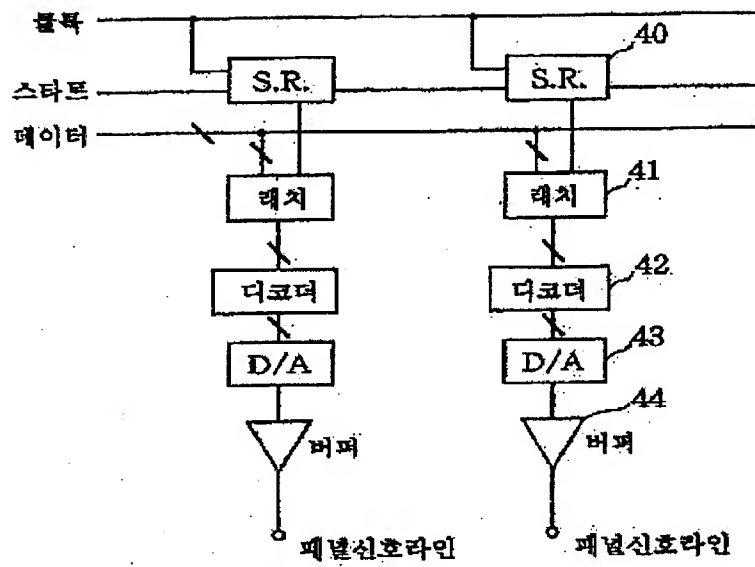 클록
S.R.
S.R.
40
스타트
데이터
래치
래치
41
디코더
디코더
42
D/A
D/A
43
버퍼
버퍼
44
패널신호라인
패널신호라인